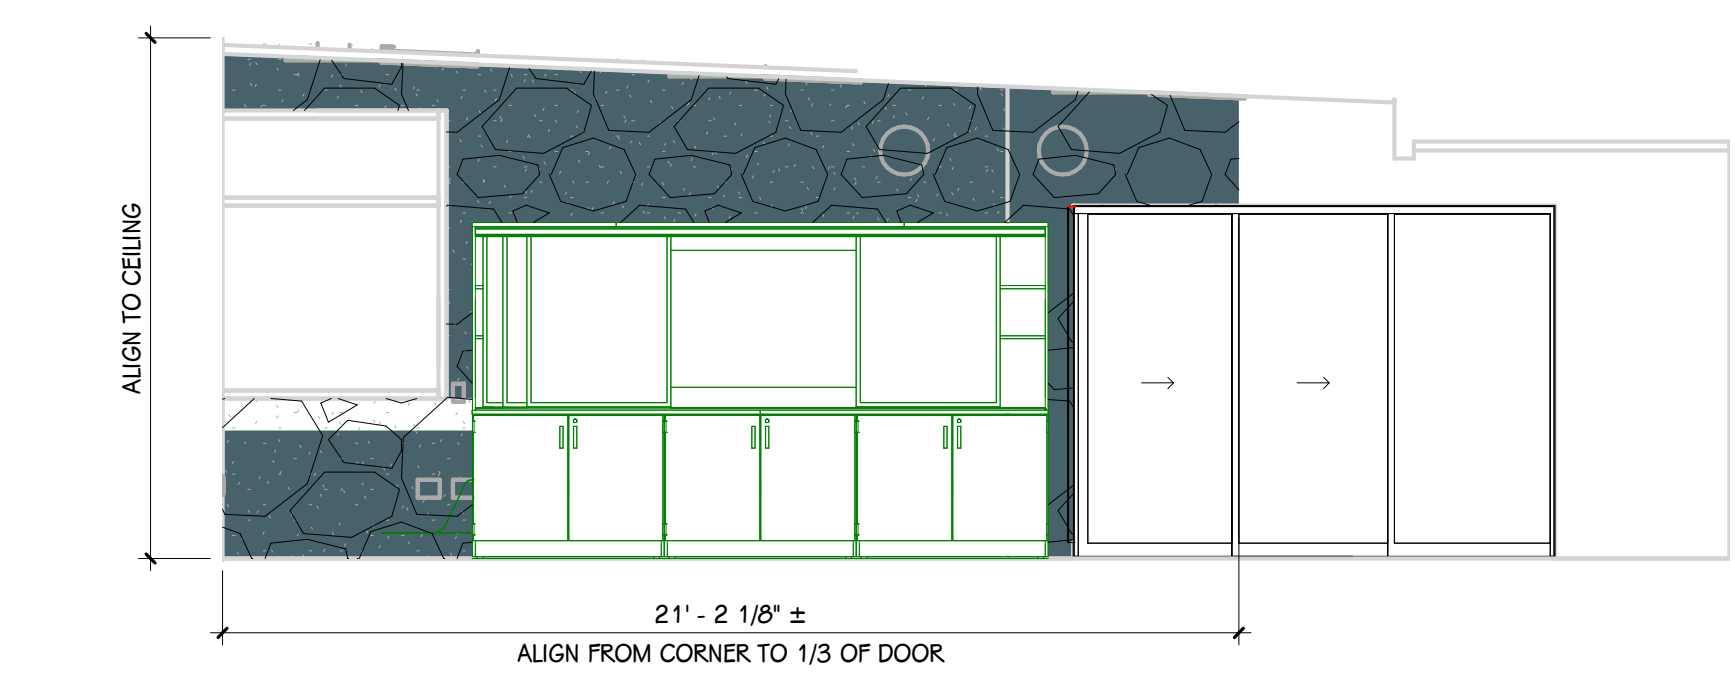 ALIGN TO CEILING
21' - 2 1/8" ±
ALIGN FROM CORNER TO 1/3 OF DOOR